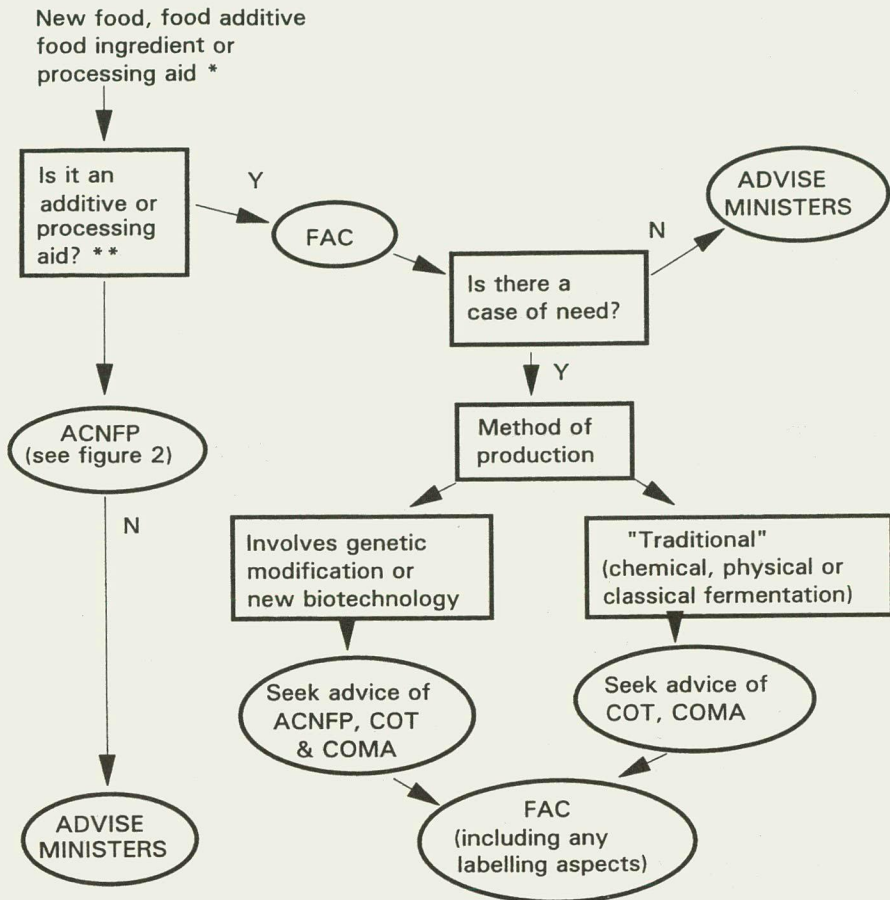 New food, food additive
food ingredient or
processing aid *
Is it an
additive or
processing
aid? **
Y
FAC
Is there a
case of need?
N
ADVISE
MINISTERS
Y
Method of
production
ACNFP
(see figure 2)
N
Involves genetic
modification or
new biotechnology
"Traditional"
(chemical, physical or
classical fermentation)
Seek advice of
ACNFP, COT
& COMA
Seek advice of
COT, COMA
ADVISE
MINISTERS
FAC
(including any
labelling aspects)